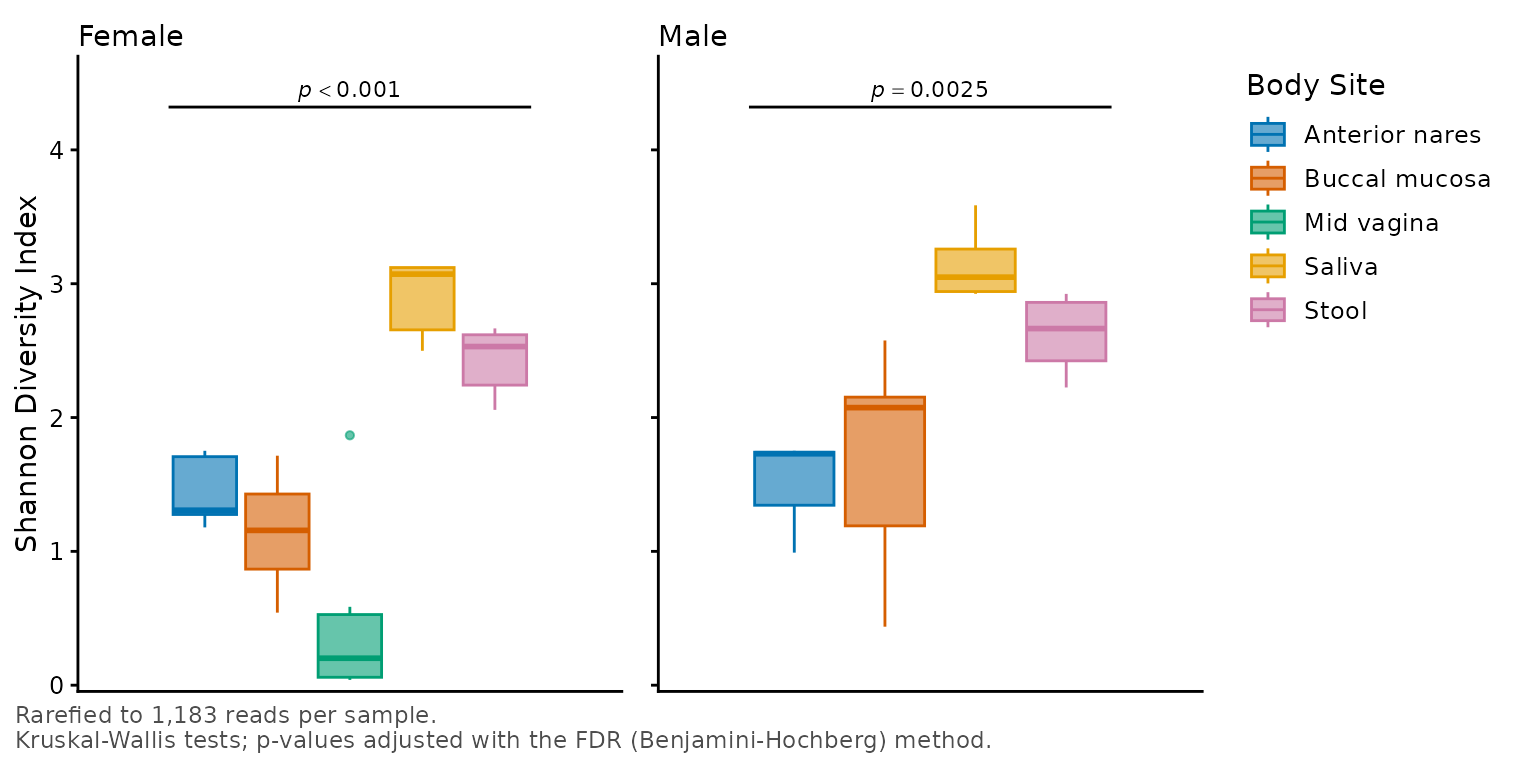 Female
Male
p < 0.001
p = 0.0025
Shannon Diversity Index
4
3
2
1
0
Body Site
Anterior nares
Buccal mucosa
Mid vagina
Saliva
Stool
Rarefied to 1,183 reads per sample.
Kruskal-Wallis tests; p-values adjusted with the FDR (Benjamini-Hochberg) method.